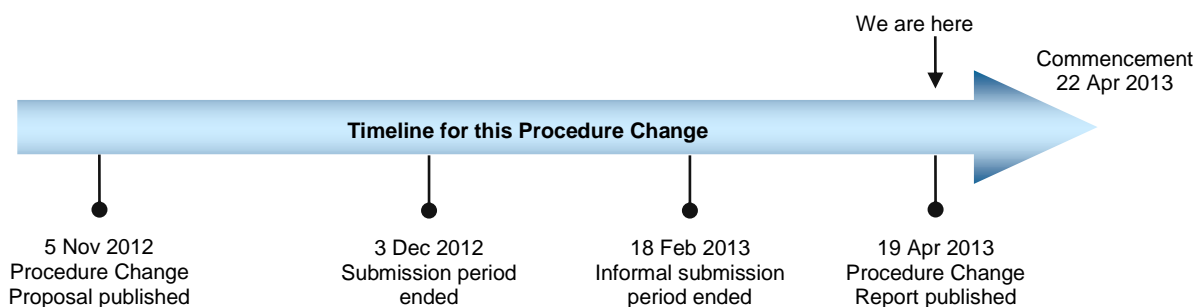 We are here
Commencement
22 Apr 2013
Timeline for this Procedure Change
5 Nov 2012
Procedure Change
Proposal published
3 Dec 2012
Submission period
ended
18 Feb 2013
Informal submission
period ended
19 Apr 2013
Procedure Change
Report published